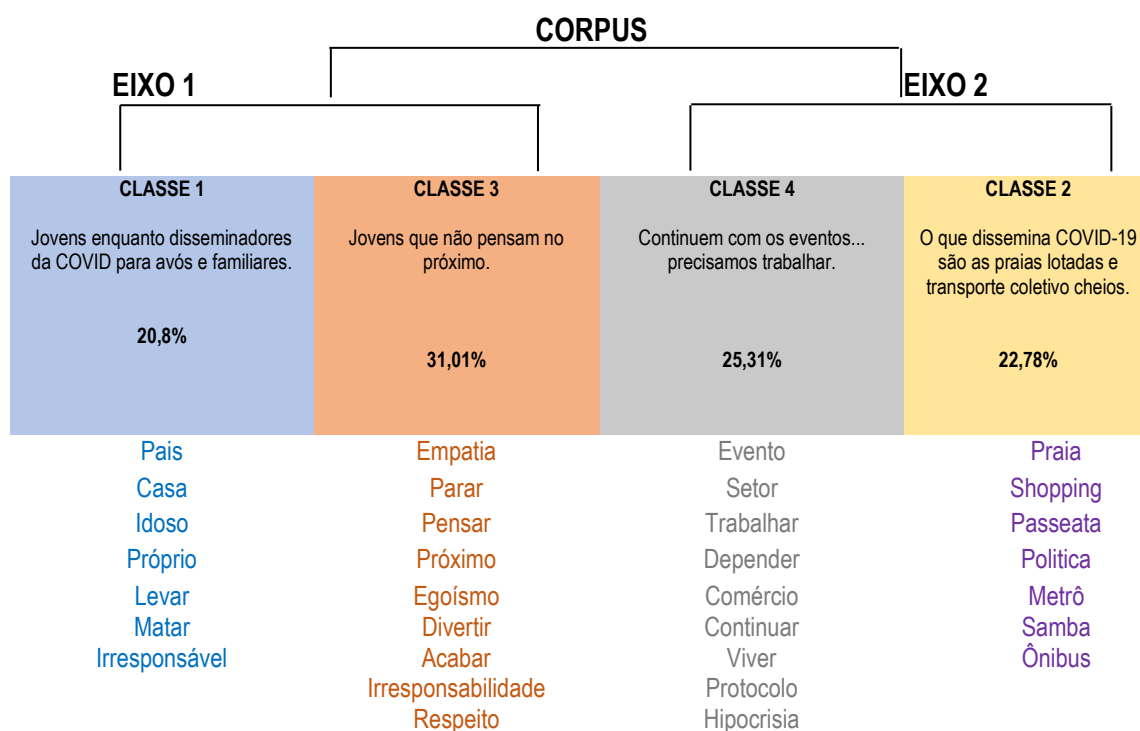 CORPUS
EIXO 1
EIXO 2
CLASSE 1
Jovens enquanto disseminadores
da COVID para avós e familiares.
20,8%
CLASSE 3
Jovens que não pensam no
próximo.
31,01%
CLASSE 4
Continuem com os eventos...
precisamos trabalhar.
25,31%
CLASSE 2
O que dissemina COVID-19
são as praias lotadas e
transporte coletivo cheios.
22,78%
Pais
Casa
Idoso
Próprio
Levar
Matar
Irresponsável
Empatia
Parar
Pensar
Próximo
Egoísmo
Divertir
Acabar
Irresponsabilidade
Respeito
Evento
Setor
Trabalhar
Depender
Comércio
Continuar
Viver
Protocolo
Hipocrisia
Praia
Shopping
Passeata
Politica
Metrô
Samba
Ônibus